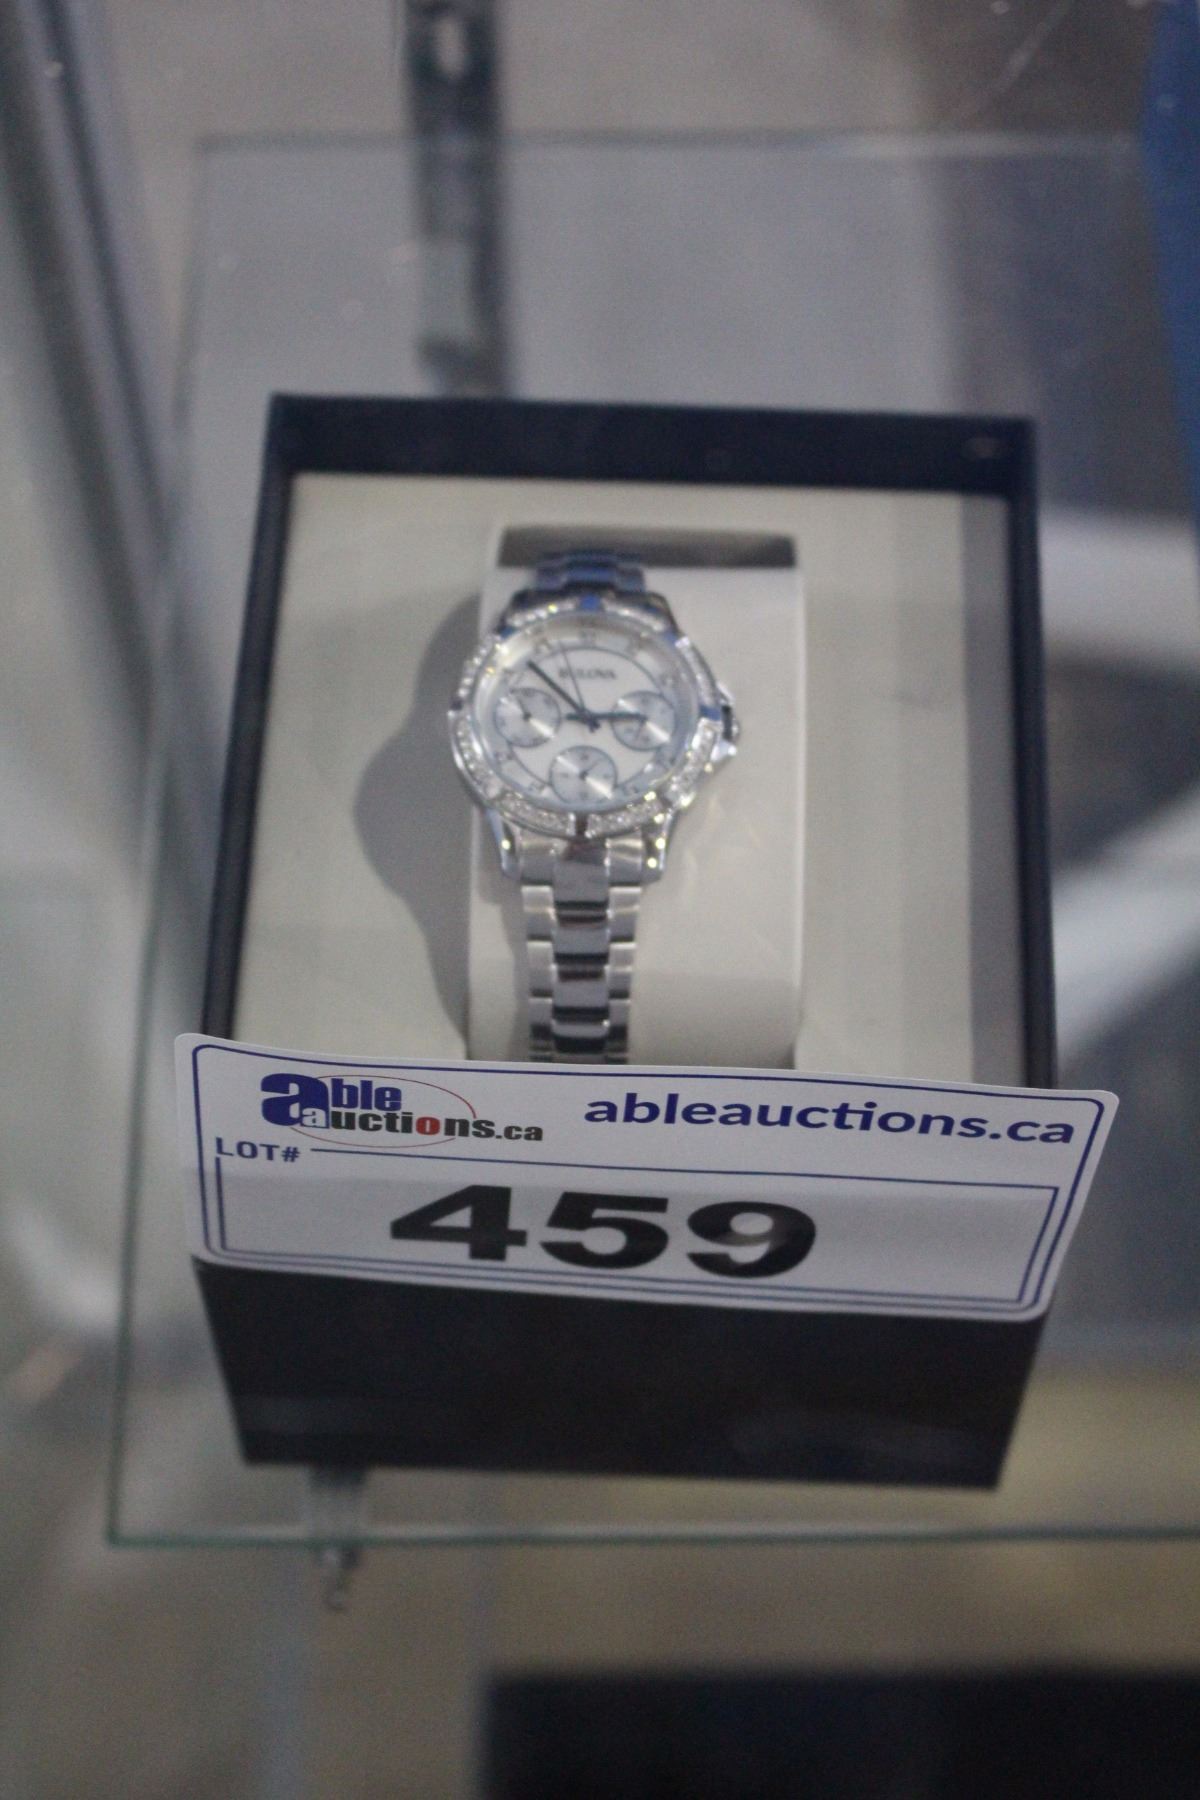 BULOVA
able auctions.ca
ableauctions.ca
LOT#
459